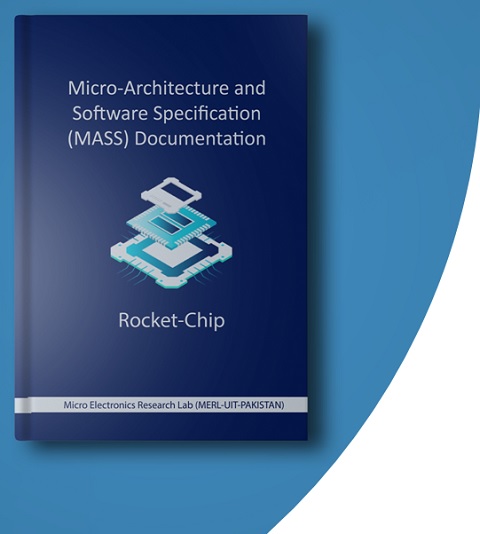 Micro-Architecture and
Software Specification
(MASS) Documentation
Rocket-Chip
Micro Electronics Research Lab (MERL-UIT-PAKISTAN)